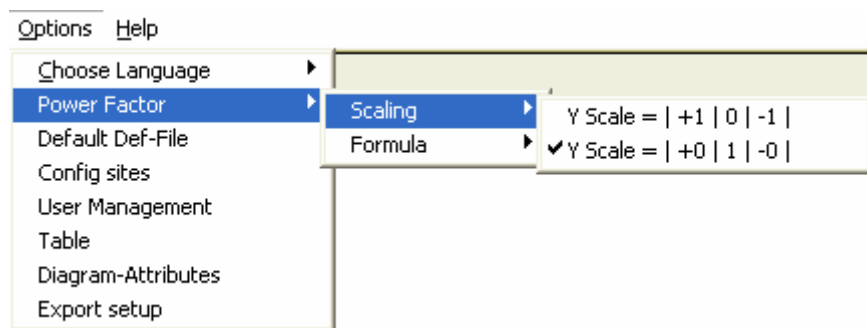 Options Help
Choose Language
Power Factor
Default Def-File
Config sites
User Management
Table
Diagram-Attributes
Export setup
Scaling
Formula
Y Scale = | +1 | 0 | -1 |
Y Scale = | +0 | 1 | -0 |